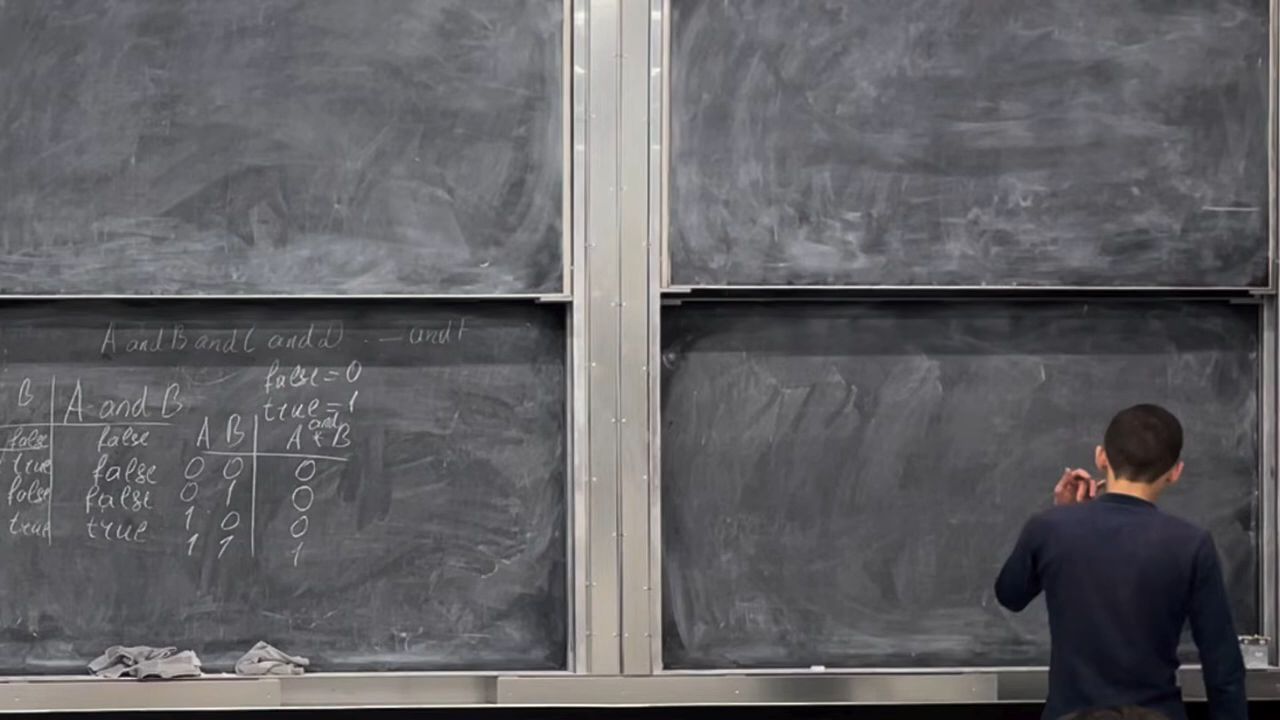 A and B and C and D . — and F
false = 0
true = 1
B | A and B
false | false
true | false
false | false
true | true
A B | A and * B
0 0 | 0
0 1 | 0
1 0 | 0
1 1 | 1